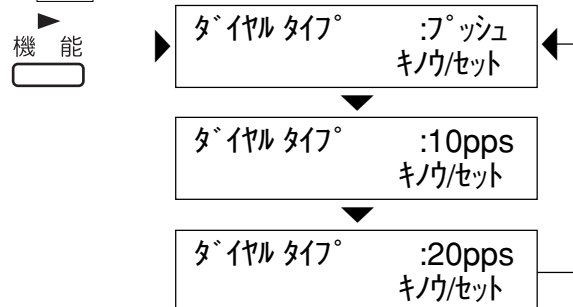 機 能
ダイヤル タイプ :プッシュ
キノウ/セット
ダイヤル タイプ :10pps
キノウ/セット
ダイヤル タイプ :20pps
キノウ/セット